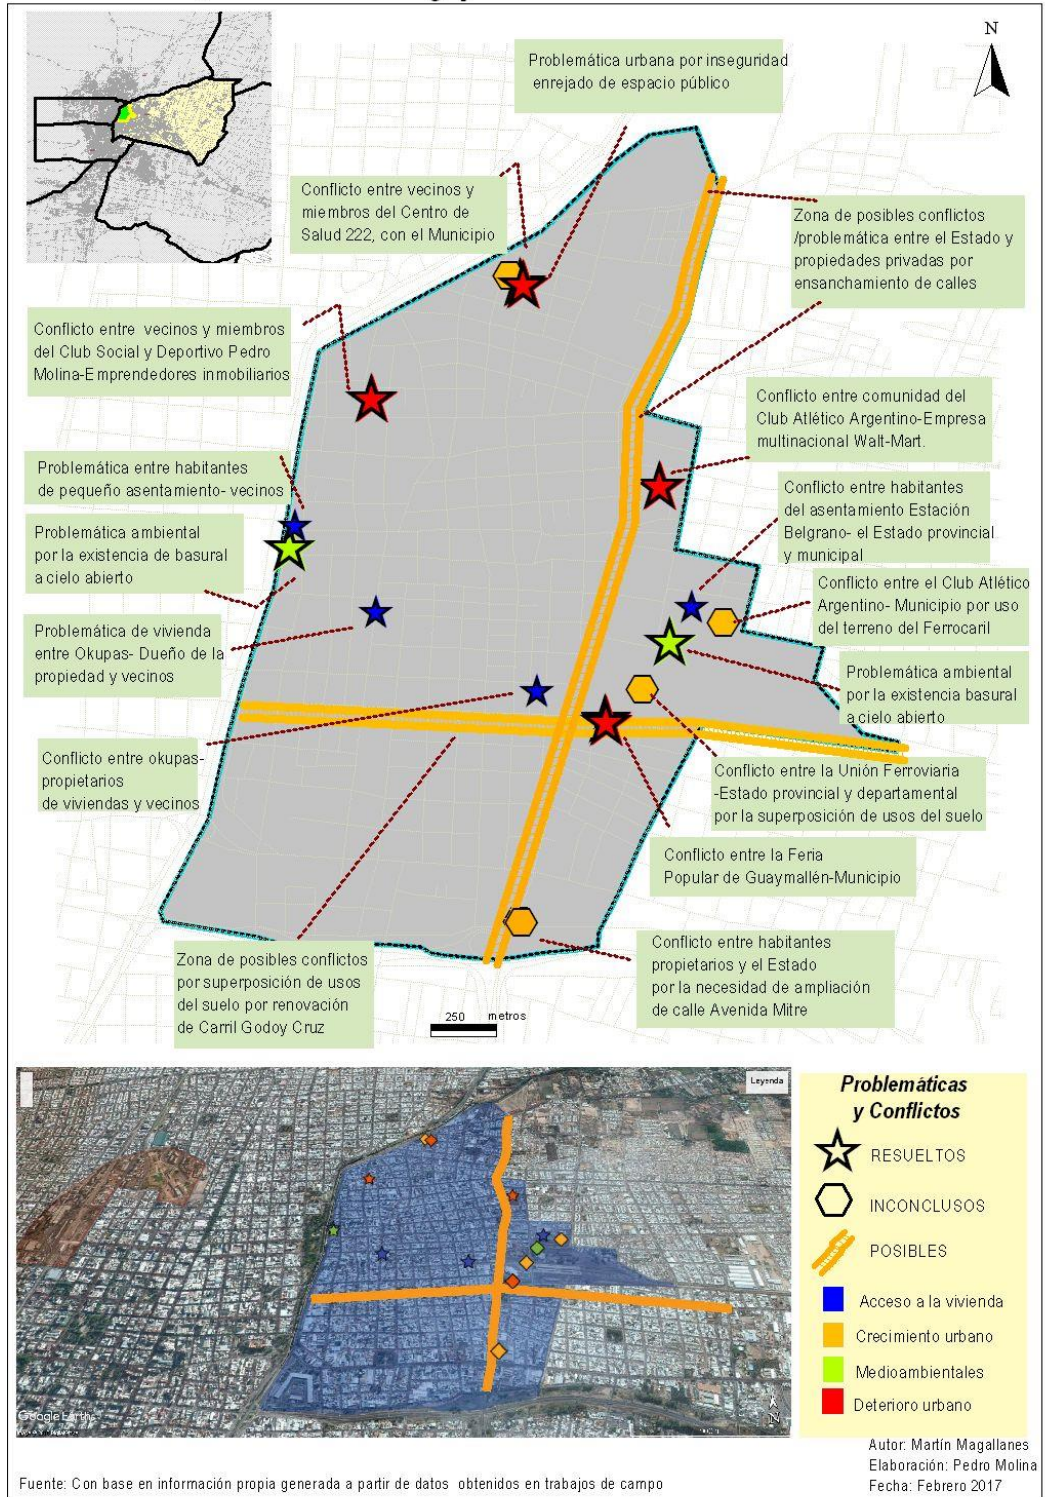 N
Problemática urbana por inseguridad
enrejado de espacio público
Conflicto entre vecinos y
miembros del Centro de
Salud 222, con el Municipio
Zona de posibles conflictos
/problemática entre el Estado y
propiedades privadas por
ensanchamiento de calles
Conflicto entre vecinos y miembros
del Club Social y Deportivo Pedro
Molina-Emprendedores inmobiliarios
Conflicto entre comunidad del
Club Atlético Argentino-Empresa
multinacional Walt-Mart.
Problemática entre habitantes
de pequeño asentamiento- vecinos
Conflicto entre habitantes
del asentamiento Estación
Belgrano- el Estado provincial
y municipal
Problemática ambiental
por la existencia de basural
a cielo abierto
Conflicto entre el Club Atlético
Argentino- Municipio por uso
del terreno del Ferrocaril
Problemática de vivienda
entre Okupas- Dueño de la
propiedad y vecinos
Problemática ambiental
por la existencia basural
a cielo abierto
Conflicto entre okupas-
propietarios
de viviendas y vecinos
Conflicto entre la Unión Ferroviaria
-Estado provincial y departamental
por la superposición de usos del suelo
Conflicto entre la Feria
Popular de Guaymallén-Municipio
Zona de posibles conflictos
por superposición de usos
del suelo por renovación
de Carril Godoy Cruz
Conflicto entre habitantes
propietarios y el Estado
por la necesidad de ampliación
de calle Avenida Mitre
250 metros
Leyenda
Google Earth
Problemáticas
y Conflictos
RESUELTOS
INCONCLUSOS
POSIBLES
Acceso a la vivienda
Crecimiento urbano
Medioambientales
Deterioro urbano
Autor: Martín Magallanes
Elaboración: Pedro Molina
Fecha: Febrero 2017
Fuente: Con base en información propia generada a partir de datos obtenidos en trabajos de campo